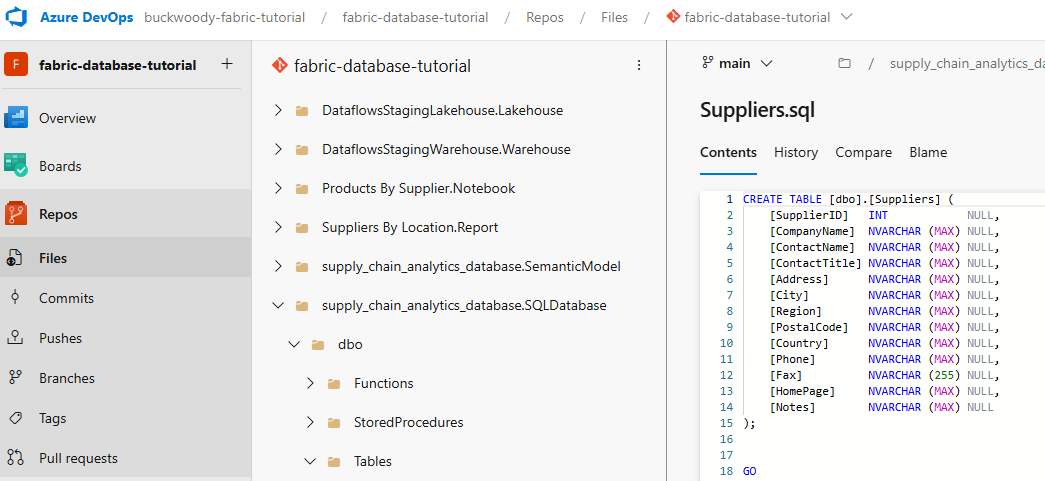 Azure DevOps buckwoody-fabric-tutorial / fabric-database-tutorial / Repos / Files / fabric-database-tutorial
F fabric-database-tutorial +
Overview
Boards
Repos
Files
Commits
Pushes
Branches
Tags
Pull requests
fabric-database-tutorial
DataflowsStagingLakehouse.Lakehouse
DataflowsStagingWarehouse.Warehouse
Products By Supplier.Notebook
Suppliers By Location.Report
supply_chain_analytics_database.SemanticModel
supply_chain_analytics_database.SQLDatabase
dbo
Functions
StoredProcedures
Tables
main / supply_chain_analytics_da
Suppliers.sql
Contents History Compare Blame
1 CREATE TABLE [dbo].[Suppliers] (
2 [SupplierID] INT NULL,
3 [CompanyName] NVARCHAR (MAX) NULL,
4 [ContactName] NVARCHAR (MAX) NULL,
5 [ContactTitle] NVARCHAR (MAX) NULL,
6 [Address] NVARCHAR (MAX) NULL,
7 [City] NVARCHAR (MAX) NULL,
8 [Region] NVARCHAR (MAX) NULL,
9 [PostalCode] NVARCHAR (MAX) NULL,
10 [Country] NVARCHAR (MAX) NULL,
11 [Phone] NVARCHAR (MAX) NULL,
12 [Fax] NVARCHAR (255) NULL,
13 [HomePage] NVARCHAR (MAX) NULL,
14 [Notes] NVARCHAR (MAX) NULL
15 );
16
17
18 GO